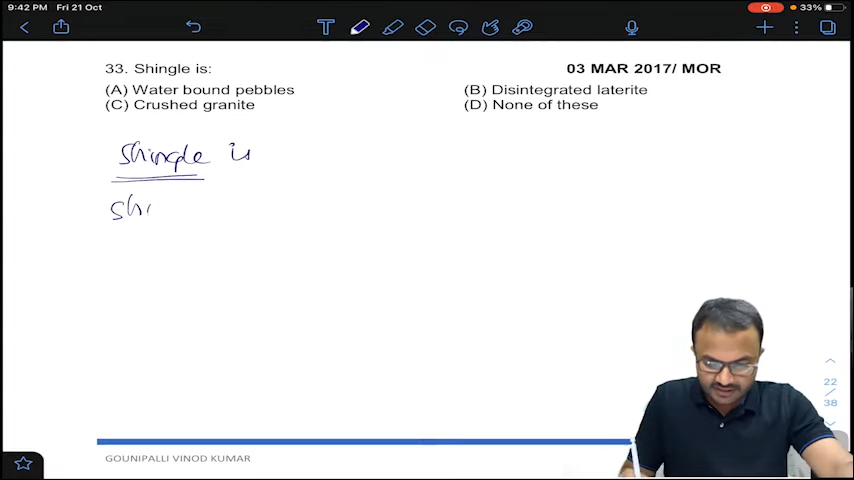 9:42 PM Fri 21 Oct
33%
33. Shingle is:
03 MAR 2017/ MOR
(A) Water bound pebbles
(B) Disintegrated laterite
(C) Crushed granite
(D) None of these
Shingle is
Shi
22
/
38
GOUNIPALLI VINOD KUMAR